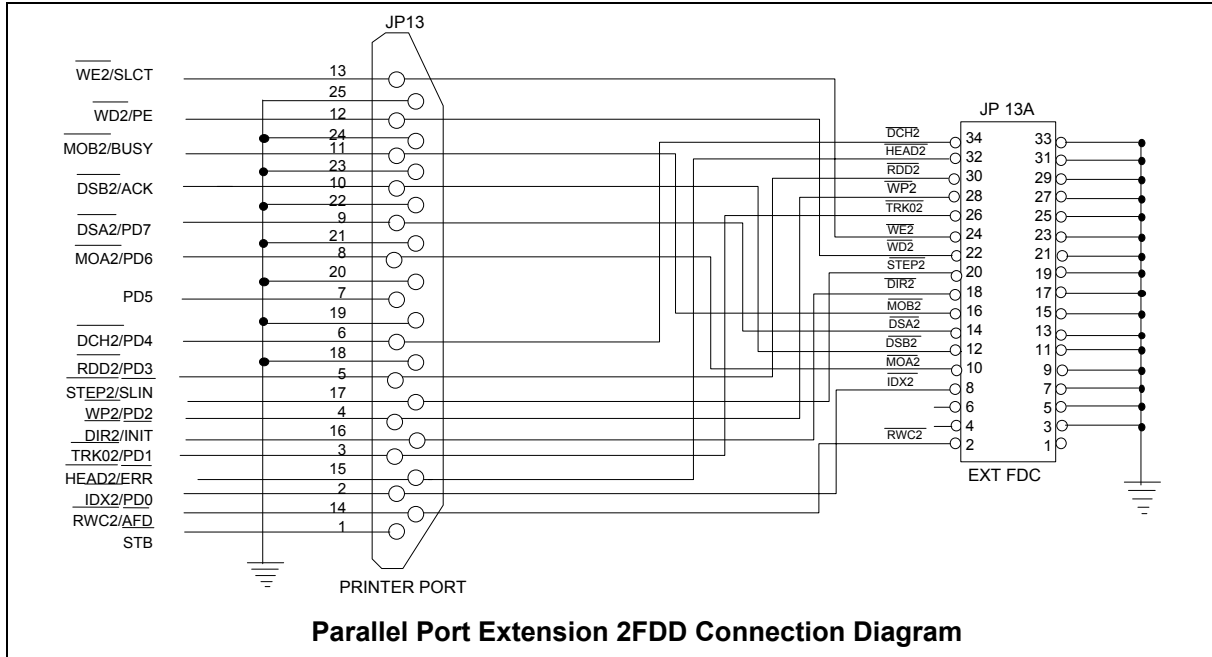 JP13
WE2/SLCT 13
25
WD2/PE 12
24
MOB2/BUSY 11
23
DSB2/ACK 10
22
DSA2/PD7 9
21
MOA2/PD6 8
20
PD5 7
19
DCH2/PD4 6
18
RDD2/PD3 5
STEP2/SLIN 17
WP2/PD2 4
DIR2/INIT 16
TRK02/PD1 3
HEAD2/ERR 15
IDX2/PD0 2
RWC2/AFD 14
STB 1
PRINTER PORT
JP 13A
DCH2 34 33
HEAD2 32 31
RDD2 30 29
WP2 28 27
TRK02 26 25
WE2 24 23
WD2 22 21
STEP2 20 19
DIR2 18 17
MOB2 16 15
DSA2 14 13
DSB2 12 11
MOA2 10 9
IDX2 8 7
6 5
4 3
RWC2 2 1
EXT FDC
Parallel Port Extension 2FDD Connection Diagram